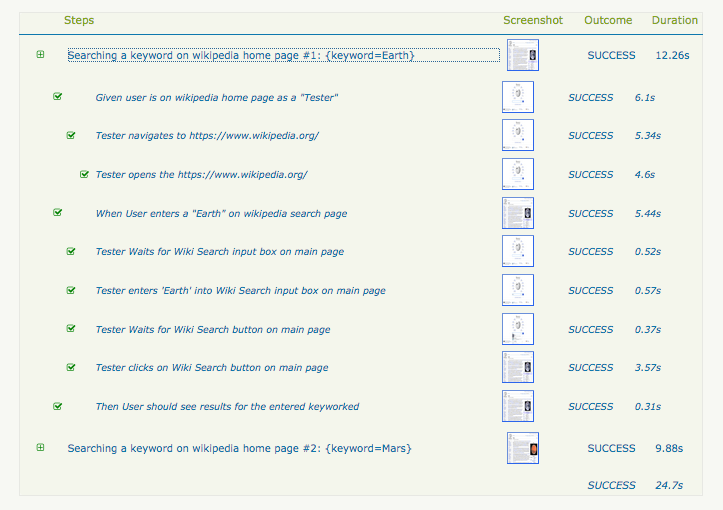 Steps Screenshot Outcome Duration
Searching a keyword on wikipedia home page #1: {keyword=Earth} SUCCESS 12.26s
Given user is on wikipedia home page as a "Tester" SUCCESS 6.1s
Tester navigates to https://www.wikipedia.org/ SUCCESS 5.34s
Tester opens the https://www.wikipedia.org/ SUCCESS 4.6s
When User enters a "Earth" on wikipedia search page SUCCESS 5.44s
Tester Waits for Wiki Search input box on main page SUCCESS 0.52s
Tester enters 'Earth' into Wiki Search input box on main page SUCCESS 0.57s
Tester Waits for Wiki Search button on main page SUCCESS 0.37s
Tester clicks on Wiki Search button on main page SUCCESS 3.57s
Then User should see results for the entered keyworked SUCCESS 0.31s
Searching a keyword on wikipedia home page #2: {keyword=Mars} SUCCESS 9.88s
SUCCESS 24.7s